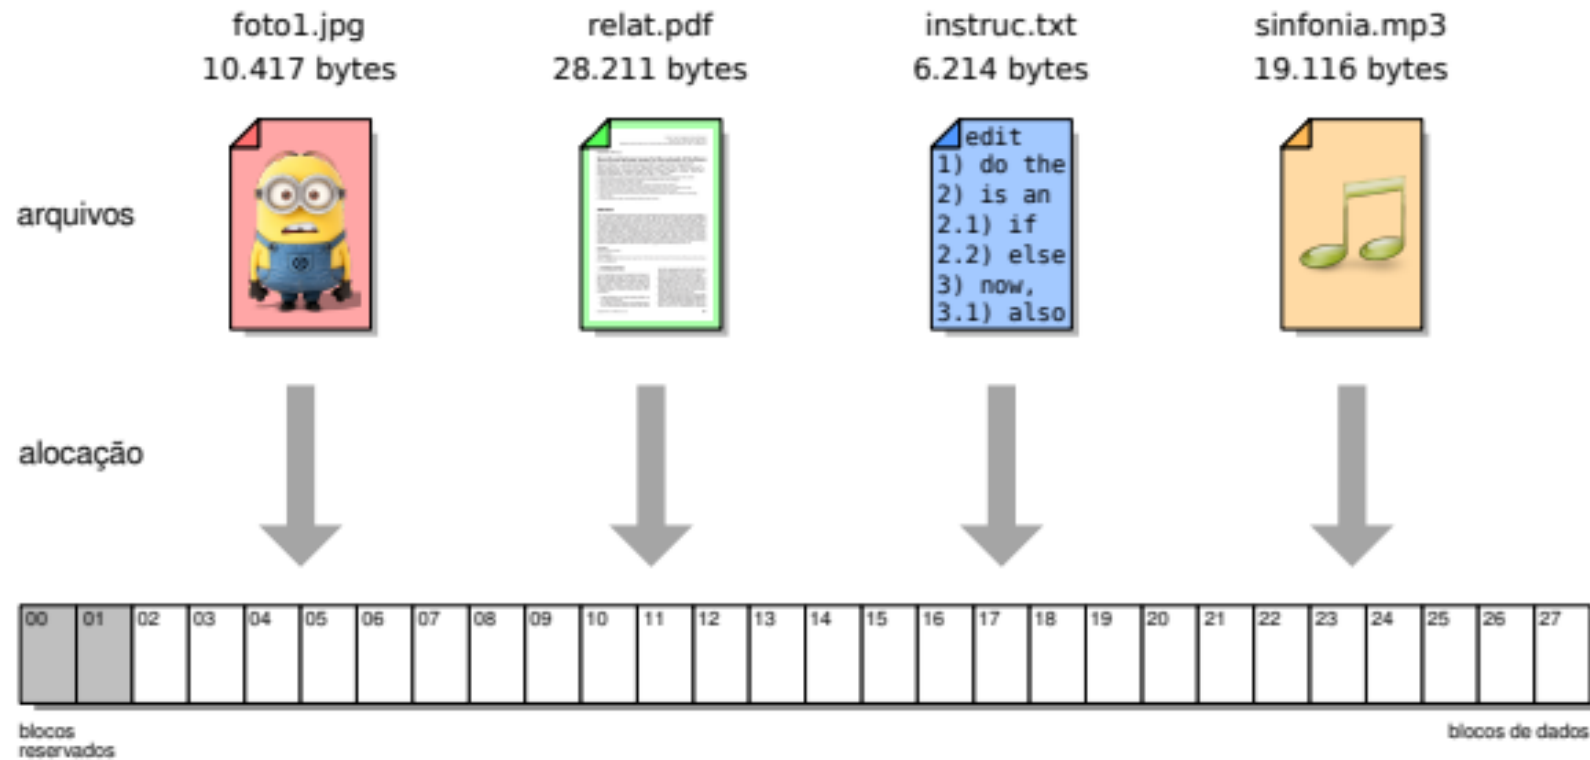 foto1.jpg
10.417 bytes
relat.pdf
28.211 bytes
instruc.txt
6.214 bytes
sinfonia.mp3
19.116 bytes
arquivos
edit
1) do the
2) is an
2.1) if
2.2) else
3) now,
3.1) also
alocação
00 01 02 03 04 05 06 07 08 09 10 11 12 13 14 15 16 17 18 19 20 21 22 23 24 25 26 27
blocos
reservados
blocos de dados